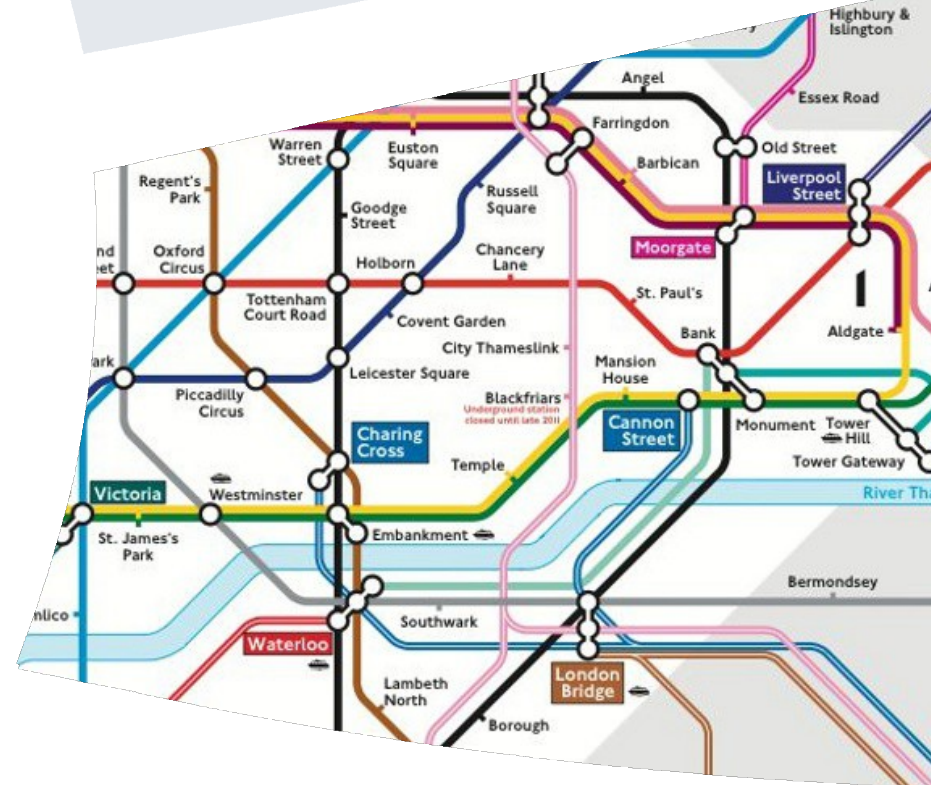 Highbury &
Islington
Angel
Essex Road
Farringdon
Warren
Street
Euston
Square
Old Street
Barbican
Liverpool
Street
Regent's
Park
Russell
Square
Goodge
Street
Moorgate
Oxford
Circus
Holborn
Chancery
Lane
Tottenham
Court Road
St. Paul's
Covent Garden
Bank
Aldgate
City Thameslink
Mansion
House
Leicester Square
Piccadilly
Circus
Blackfriars
Underground station
closed until late 2011
Cannon
Street
Monument
Tower
Hill
Charing
Cross
Temple
Tower Gateway
Victoria
Westminster
River
St. James's
Park
Embankment
Bermondsey
Southwark
Waterloo
London
Bridge
Lambeth
North
Borough